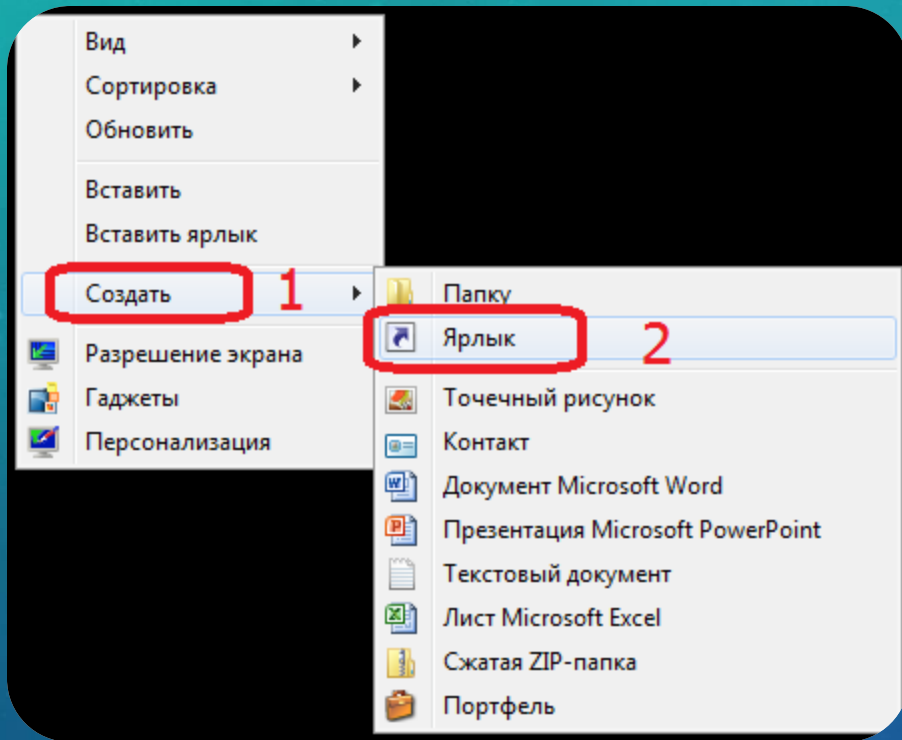 Вид
Сортировка
Обновить
Вставить
Вставить ярлык
Создать 1
Разрешение экрана
Гаджеты
Персонализация
Папку
Ярлык 2
Точечный рисунок
Контакт
Документ Microsoft Word
Презентация Microsoft PowerPoint
Текстовый документ
Лист Microsoft Excel
Сжатая ZIP-папка
Портфель